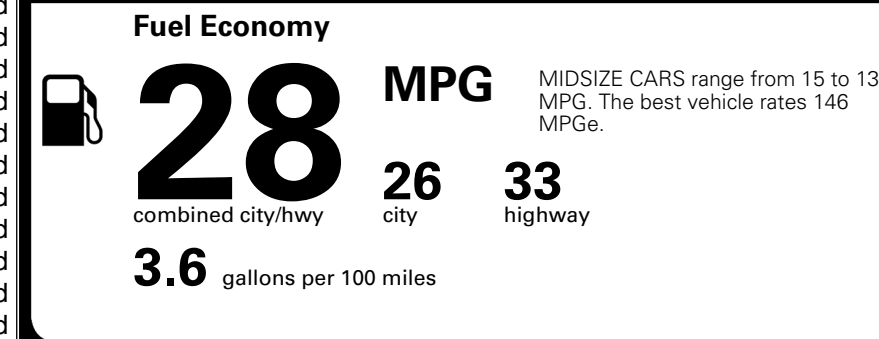 d
d
d
d
d
d
d
d
d
d
d
Fuel Economy
28
MPG
MIDSIZE CARS range from 15 to 13
MPG. The best vehicle rates 146
MPGe.
combined city/hwy
26
city
33
highway
3.6 gallons per 100 miles